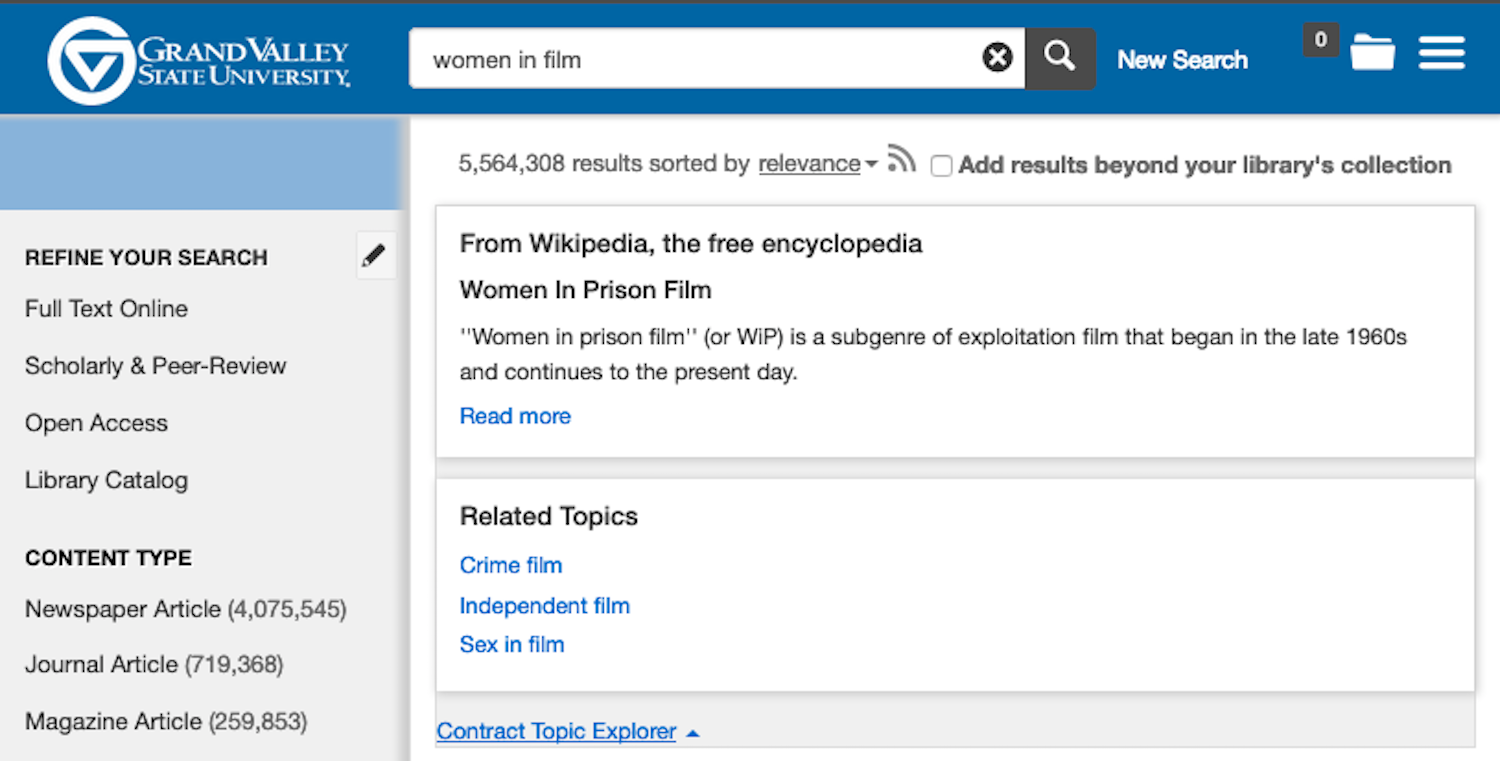 GRAND VALLEY
STATE UNIVERSITY.
women in film
New Search
0
5,564,308 results sorted by relevance
Add results beyond your library's collection
REFINE YOUR SEARCH
Full Text Online
Scholarly & Peer-Review
Open Access
Library Catalog
CONTENT TYPE
Newspaper Article (4,075,545)
Journal Article (719,368)
Magazine Article (259,853)
From Wikipedia, the free encyclopedia
Women In Prison Film
''Women in prison film'' (or WiP) is a subgenre of exploitation film that began in the late 1960s
and continues to the present day.
Read more
Related Topics
Crime film
Independent film
Sex in film
Contract Topic Explorer